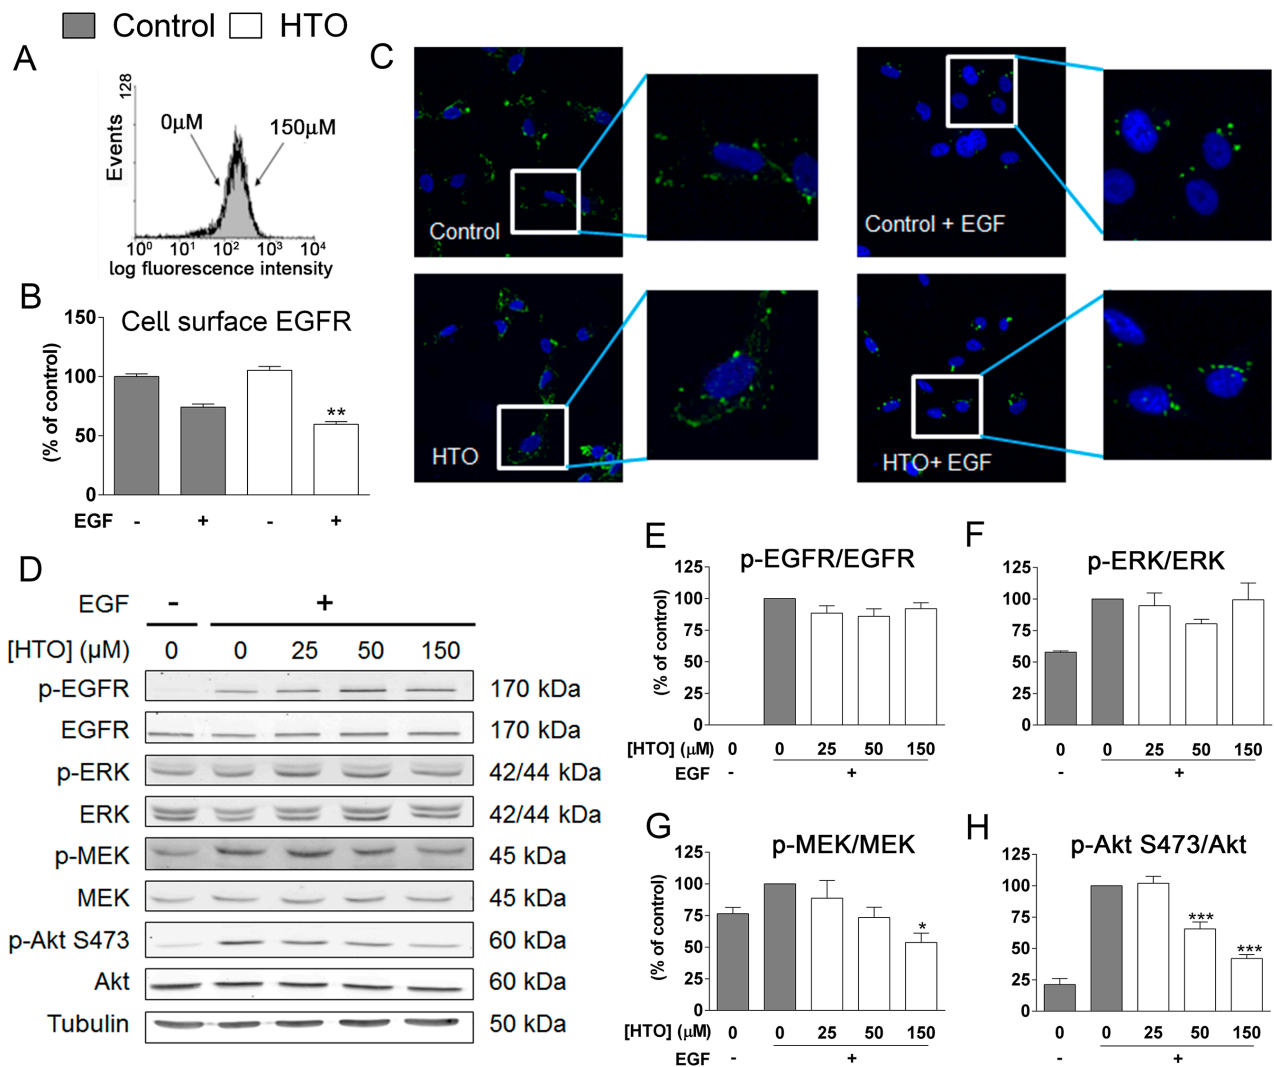 Control HTO
A
128
Events
0µM
150µM
10⁰ 10¹ 10² 10³ 10⁴
log fluorescence intensity
B
Cell surface EGFR
(% of control)
150
100
50
0
**
EGF - + - +
C
Control
Control + EGF
HTO
HTO+ EGF
D
EGF - +
[HTO] (µM) 0 0 25 50 150
p-EGFR 170 kDa
EGFR 170 kDa
p-ERK 42/44 kDa
ERK 42/44 kDa
p-MEK 45 kDa
MEK 45 kDa
p-Akt S473 60 kDa
Akt 60 kDa
Tubulin 50 kDa
E
p-EGFR/EGFR
(% of control)
125
100
75
50
25
0
[HTO] (µM) 0 0 25 50 150
EGF - +
F
p-ERK/ERK
125
100
75
50
25
0
0 0 25 50 150
- +
G
p-MEK/MEK
(% of control)
125
100
75
50
25
0
*
[HTO] (µM) 0 0 25 50 150
EGF - +
H
p-Akt S473/Akt
125
100
75
50
25
0
***
***
0 0 25 50 150
- +